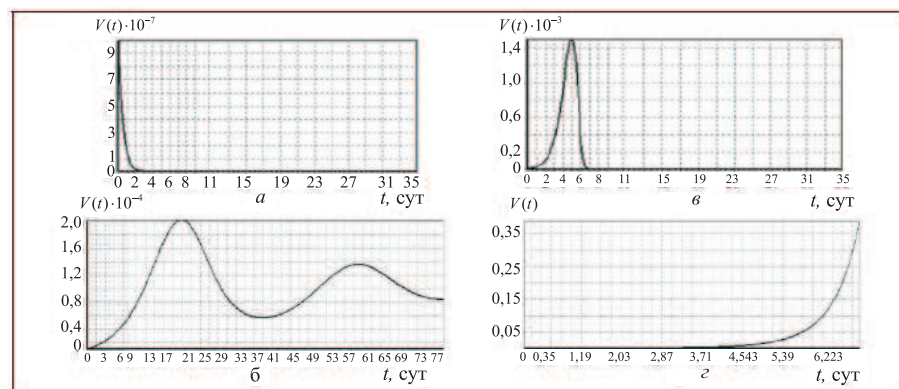 V(t)·10⁻⁷
9
7
5
3
1
0
0 2 4 6 8 11 15 19 23 27 31 35
а
t, сут
V(t)·10⁻³
1,4
1,0
0,6
0,2
0
0 2 4 6 8 11 15 19 23 27 31 35
в
t, сут
V(t)·10⁻⁴
2,0
1,6
1,2
0,8
0,4
0
0 3 6 9 13 17 21 25 29 33 37 41 45 49 53 57 61 65 69 73 77
б
t, сут
V(t)
0,35
0,25
0,15
0,05
0
0 0,35 1,19 2,03 2,87 3,71 4,543 5,39 6,223
г
t, сут